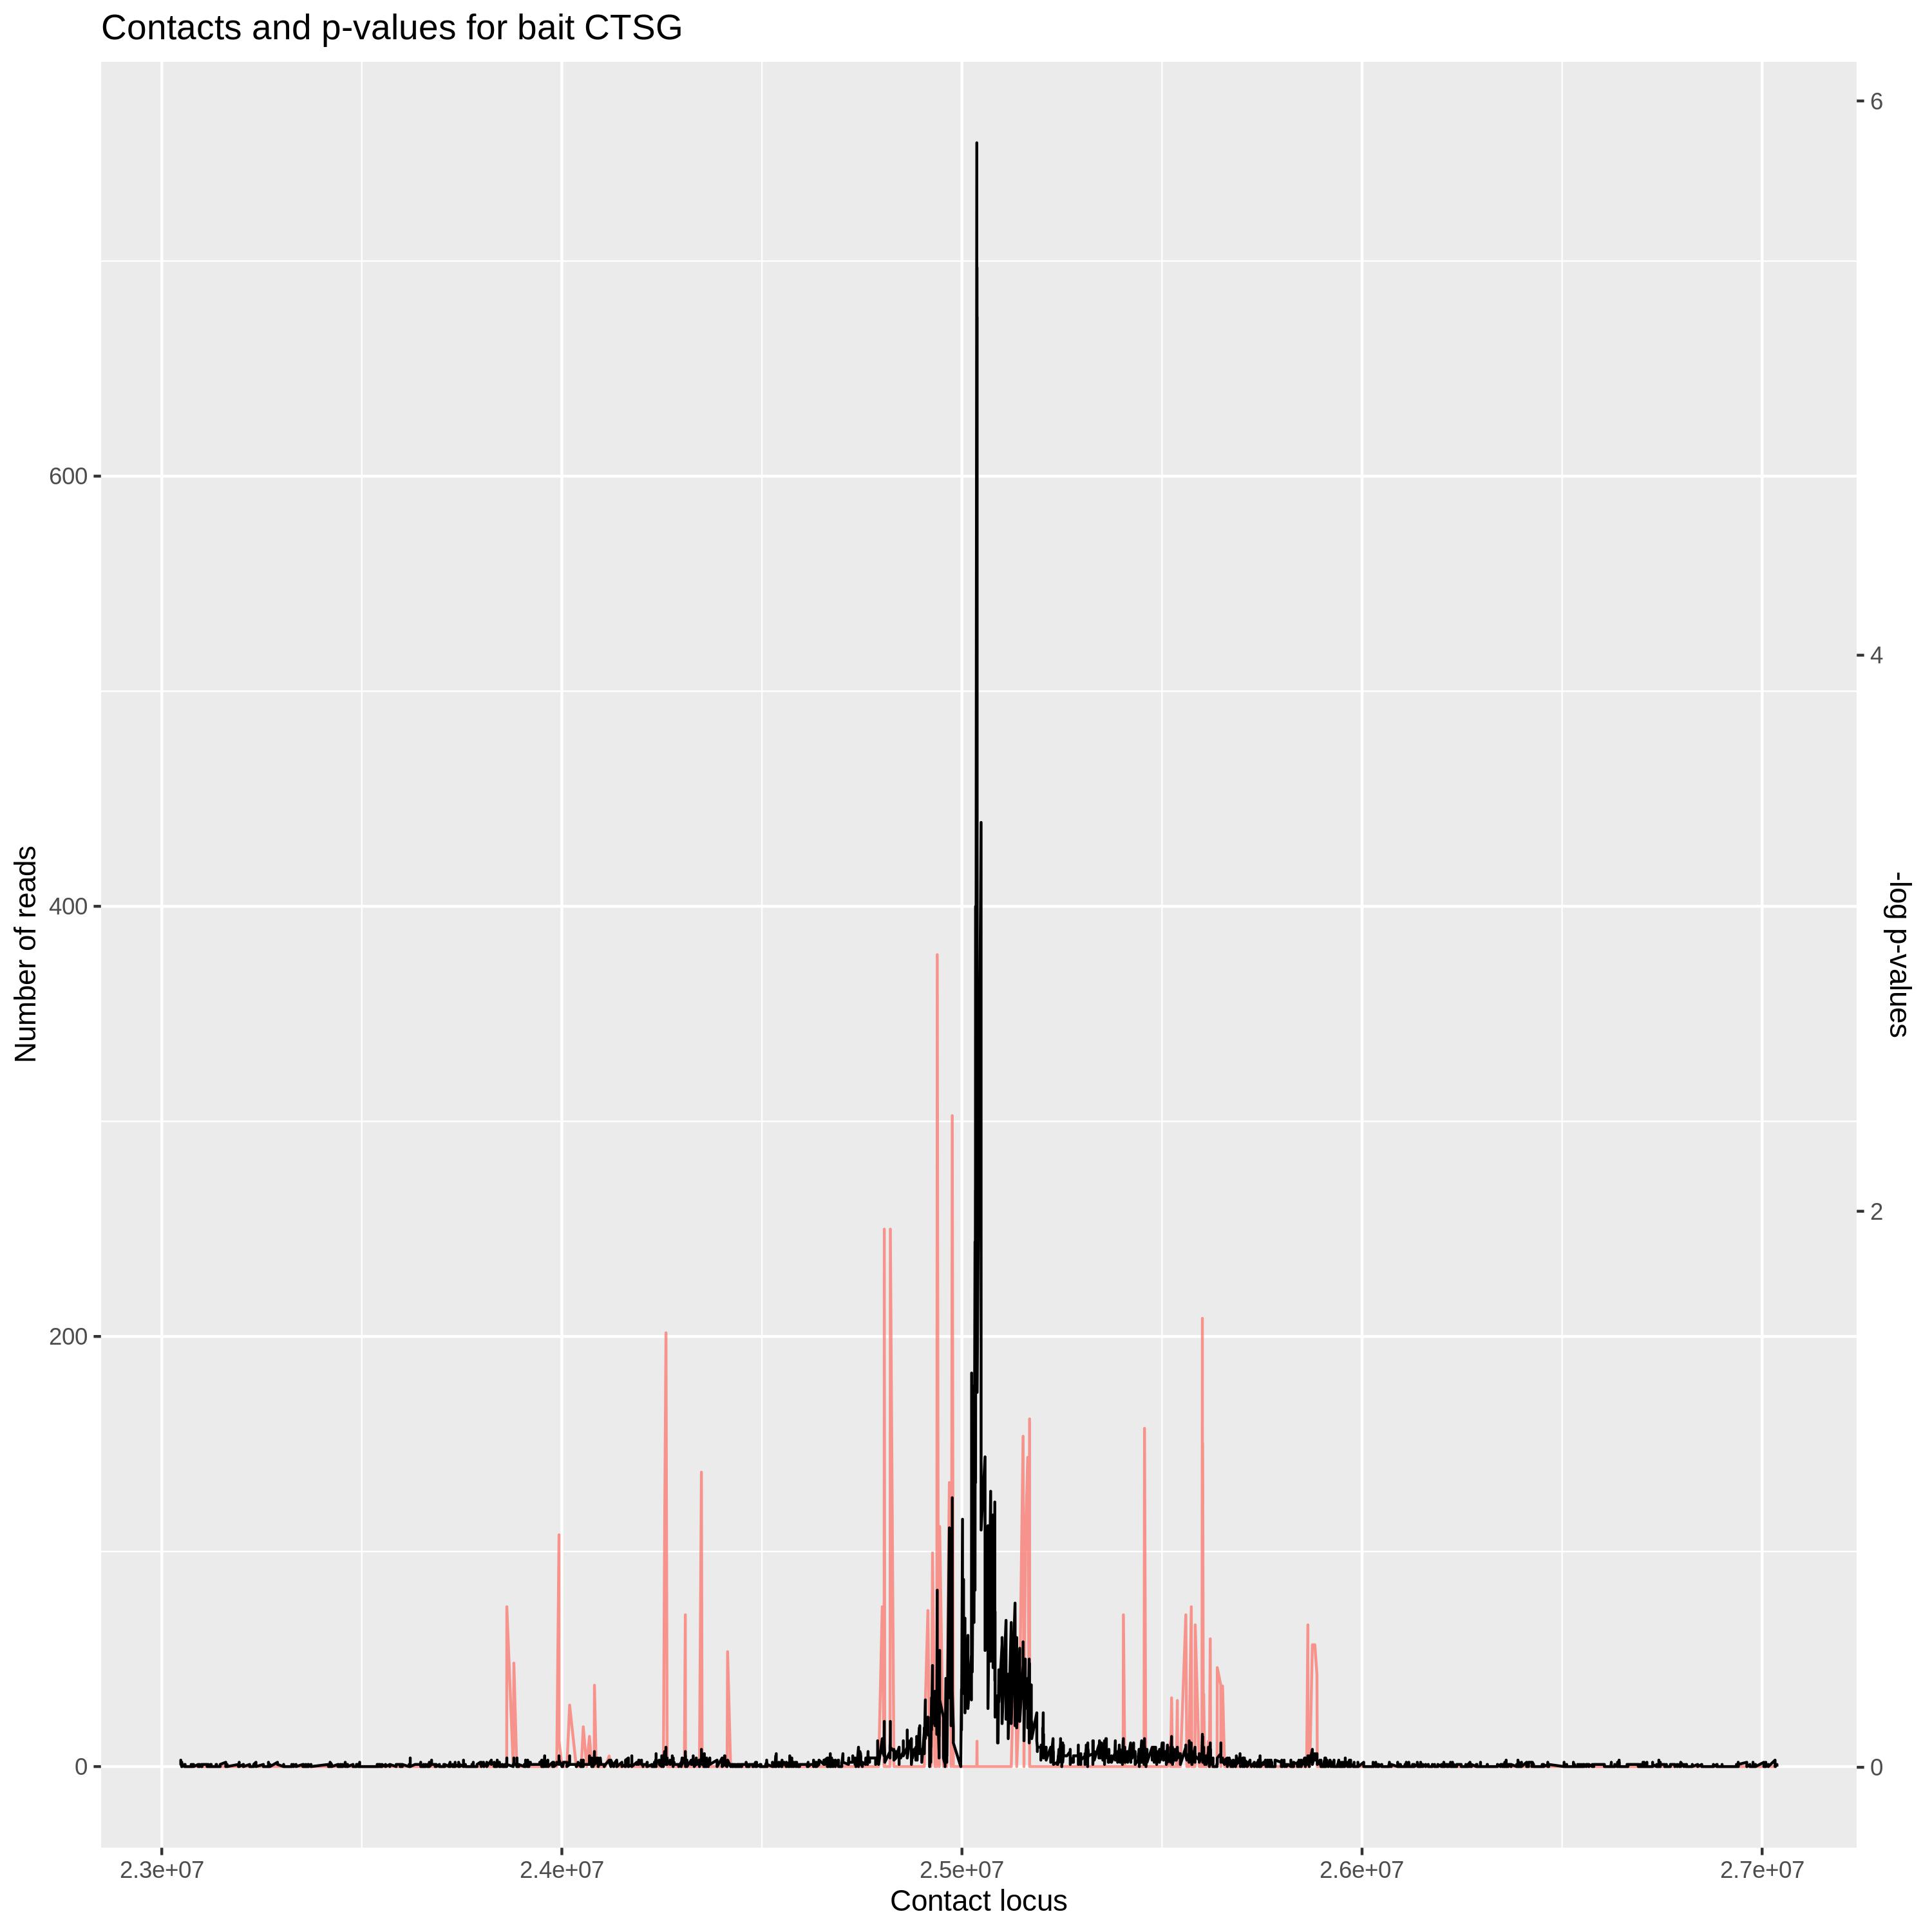 Contacts and p-values for bait CTSG
6
600
4
400
Number of reads
-log p-values
2
200
0
0
2.3e+07
2.4e+07
2.5e+07
2.6e+07
2.7e+07
Contact locus